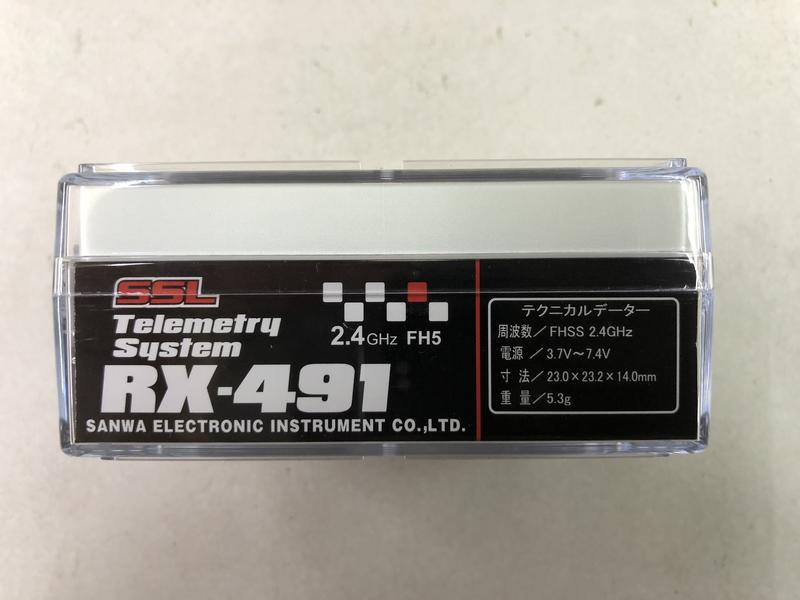 SSL
Telemetry
System
2.4GHz FH5
RX-491
SANWA ELECTRONIC INSTRUMENT CO.,LTD.
テクニカルデーター
周波数／FHSS 2.4GHz
電源／3.7V～7.4V
寸法／23.0×23.2×14.0mm
重量／5.3g